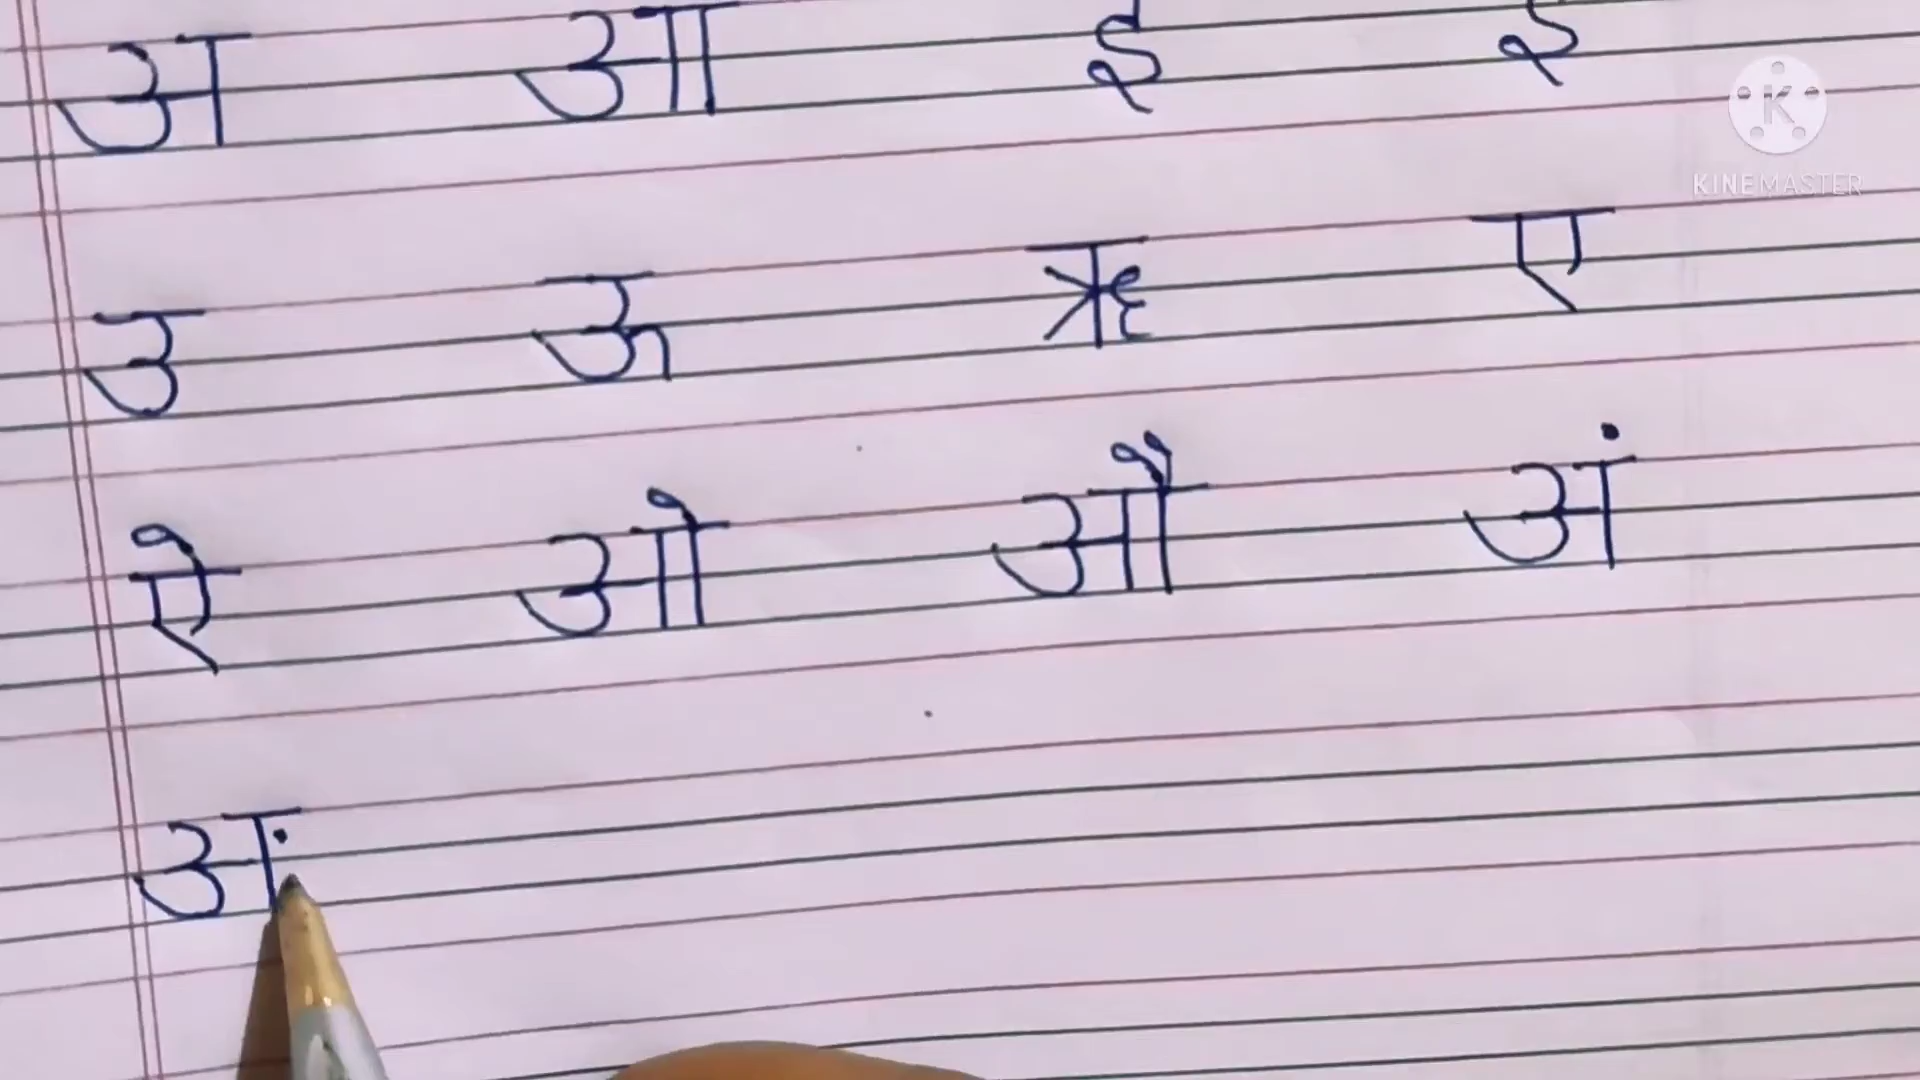 अ आ इ ई
KINEMASTER
उ ऊ ऋ ए
ऐ ओ औ अं
अ